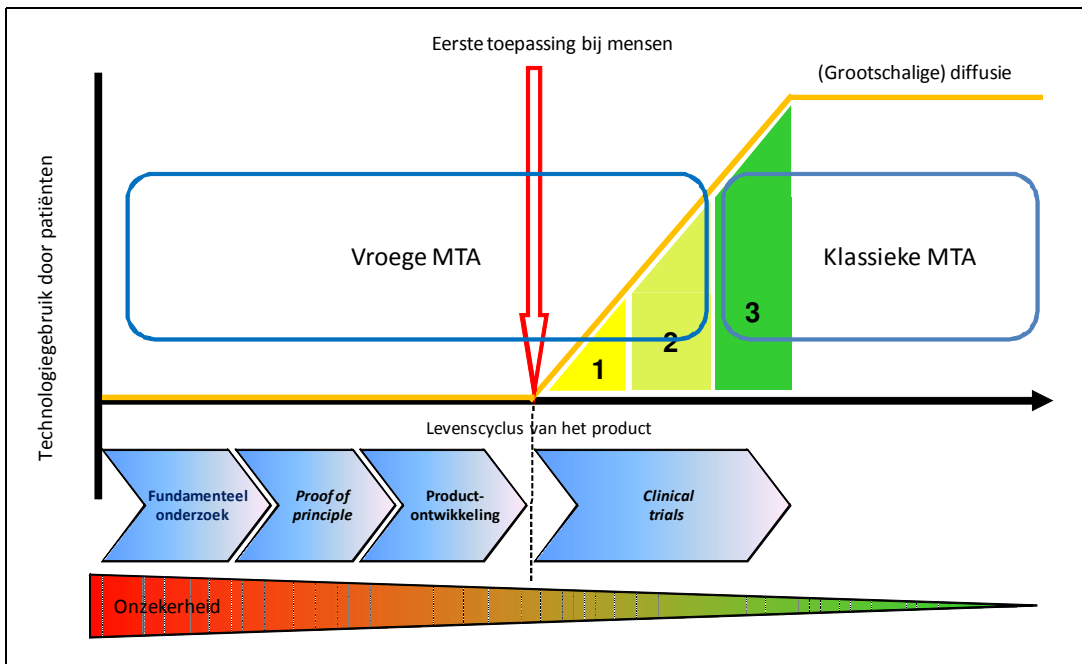 Eerste toepassing bij mensen
(Grootschalige) diffusie
Technologiegebruik door patiënten
Vroege MTA
Klassieke MTA
1
2
3
Levenscyclus van het product
Fundamenteel
onderzoek
Proof of
principle
Product-
ontwikkeling
Clinical
trials
Onzekerheid